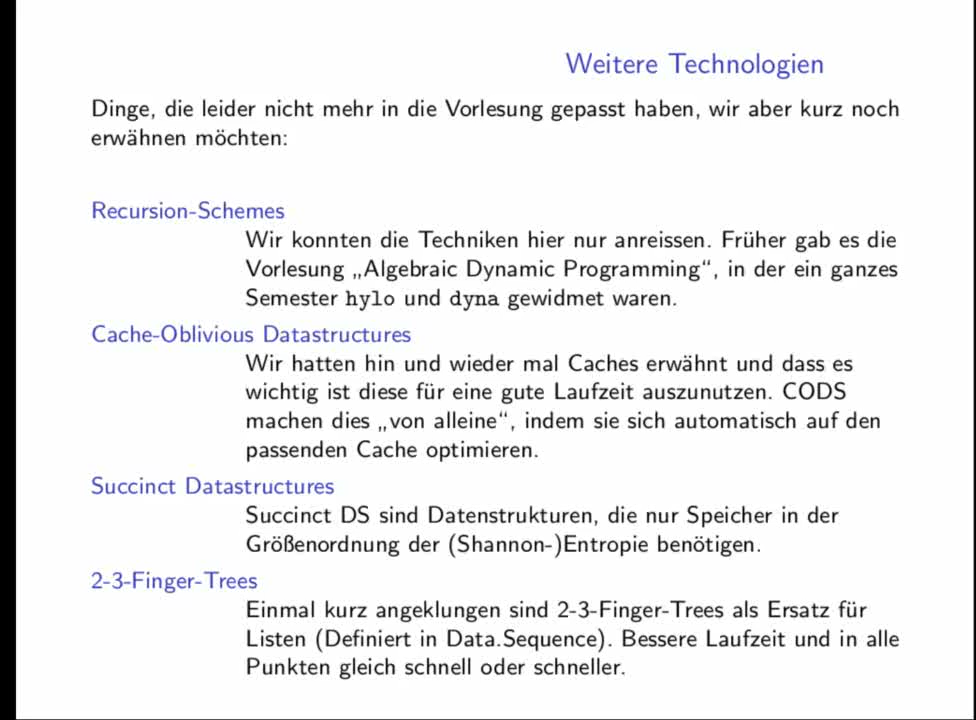 Weitere Technologien
Dinge, die leider nicht mehr in die Vorlesung gepasst haben, wir aber kurz noch
erwähnen möchten:
Recursion-Schemes
Wir konnten die Techniken hier nur anreissen. Früher gab es die
Vorlesung „Algebraic Dynamic Programming“, in der ein ganzes
Semester hylo und dyna gewidmet waren.
Cache-Oblivious Datastructures
Wir hatten hin und wieder mal Caches erwähnt und dass es
wichtig ist diese für eine gute Laufzeit auszunutzen. CODS
machen dies „von alleine“, indem sie sich automatisch auf den
passenden Cache optimieren.
Succinct Datastructures
Succinct DS sind Datenstrukturen, die nur Speicher in der
Größenordnung der (Shannon-)Entropie benötigen.
2-3-Finger-Trees
Einmal kurz angeklungen sind 2-3-Finger-Trees als Ersatz für
Listen (Definiert in Data.Sequence). Bessere Laufzeit und in alle
Punkten gleich schnell oder schneller.